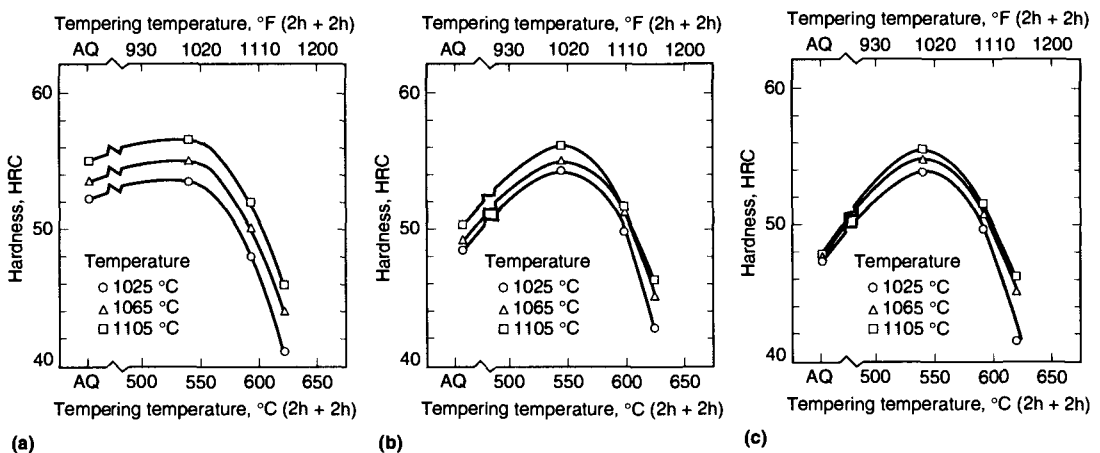 Tempering temperature, °F (2h + 2h)
AQ 930 1020 1110 1200
60
50
40
Hardness, HRC
Temperature
1025 °C
1065 °C
1105 °C
AQ 500 550 600 650
Tempering temperature, °C (2h + 2h)
(a)
Tempering temperature, °F (2h + 2h)
AQ 930 1020 1110 1200
60
50
40
Hardness, HRC
Temperature
1025 °C
1065 °C
1105 °C
AQ 500 550 600 650
Tempering temperature, °C (2h + 2h)
(b)
Tempering temperature, °F (2h + 2h)
AQ 930 1020 1110 1200
60
50
40
Hardness, HRC
Temperature
1025 °C
1065 °C
1105 °C
AQ 500 550 600 650
Tempering temperature, °C (2h + 2h)
(c)